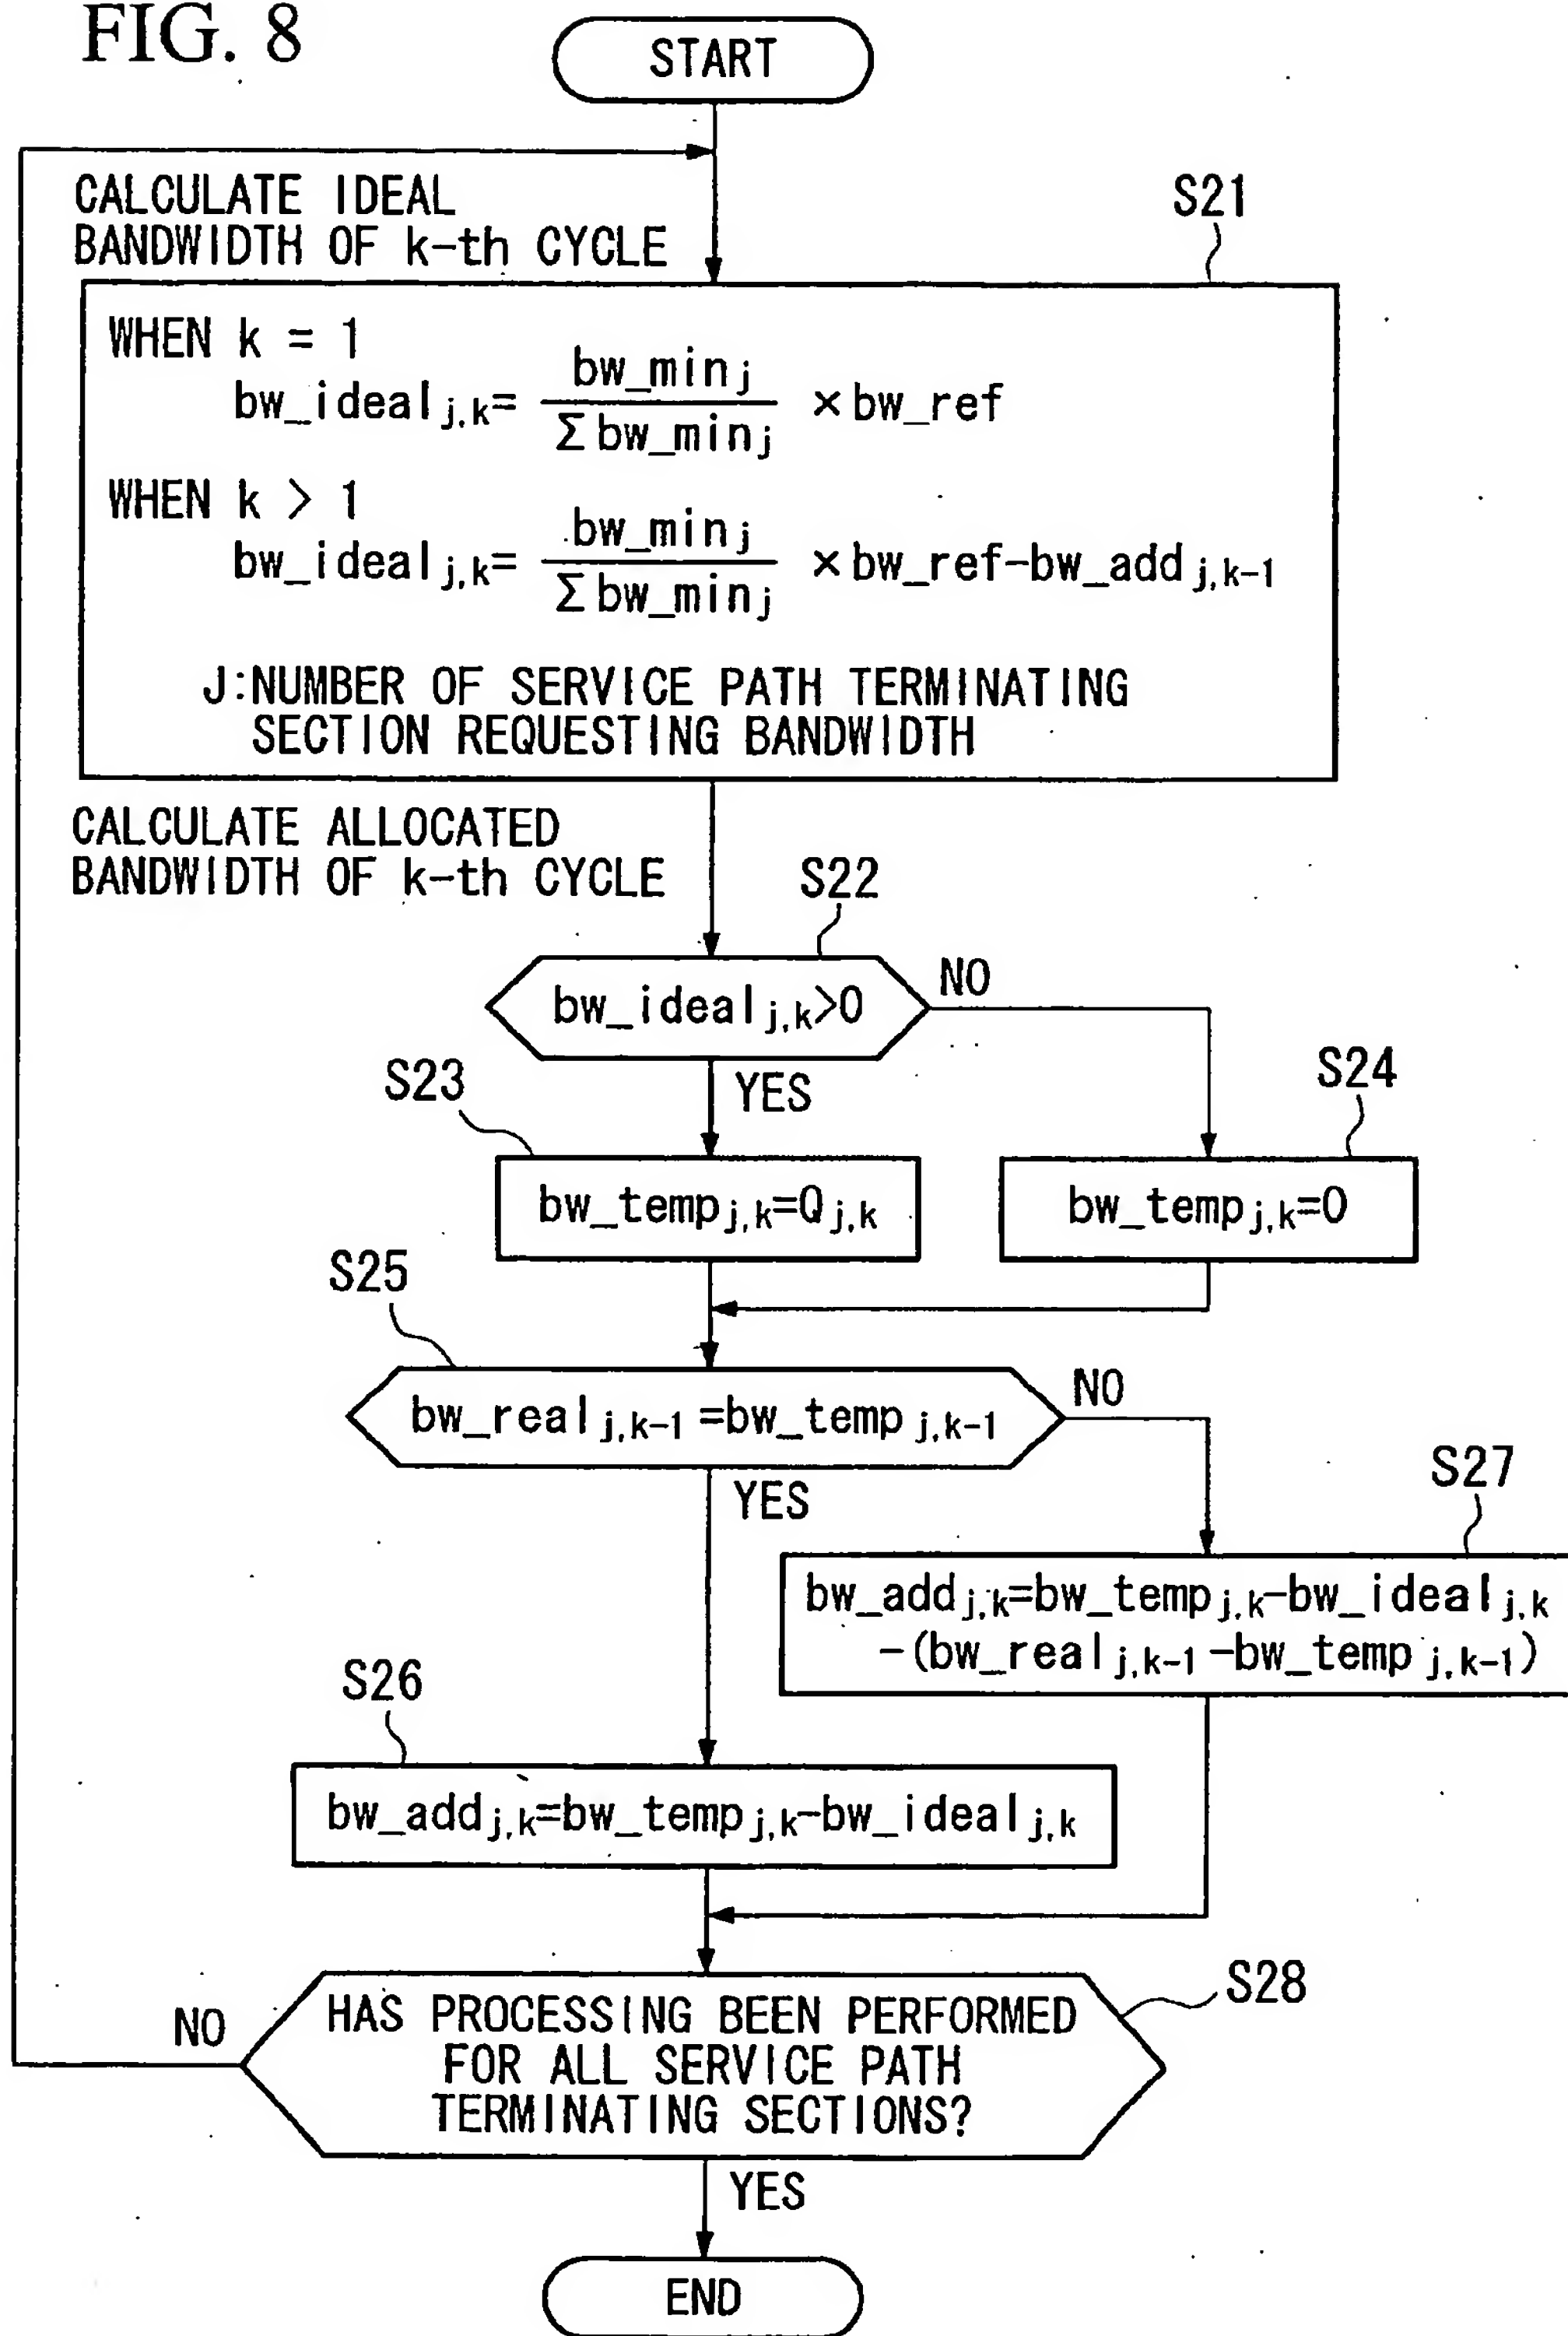 FIG. 8
START
CALCULATE IDEAL
BANDWIDTH OF k-th CYCLE
S21
WHEN k = 1
bw_ideal j,k= bw_min j / Σ bw_min j × bw_ref
WHEN k > 1
bw_ideal j,k= bw_min j / Σ bw_min j × bw_ref-bw_add j,k-1
J:NUMBER OF SERVICE PATH TERMINATING
SECTION REQUESTING BANDWIDTH
CALCULATE ALLOCATED
BANDWIDTH OF k-th CYCLE
S22
bw_ideal j,k>0
NO
YES
S23
S24
bw_temp j,k=Q j,k
bw_temp j,k=0
S25
bw_real j,k-1 =bw_temp j,k-1
NO
YES
S27
bw_add j,k=bw_temp j,k-bw_ideal j,k
-(bw_real j,k-1 -bw_temp j,k-1)
S26
bw_add j,k=bw_temp j,k-bw_ideal j,k
S28
NO
HAS PROCESSING BEEN PERFORMED
FOR ALL SERVICE PATH
TERMINATING SECTIONS?
YES
END